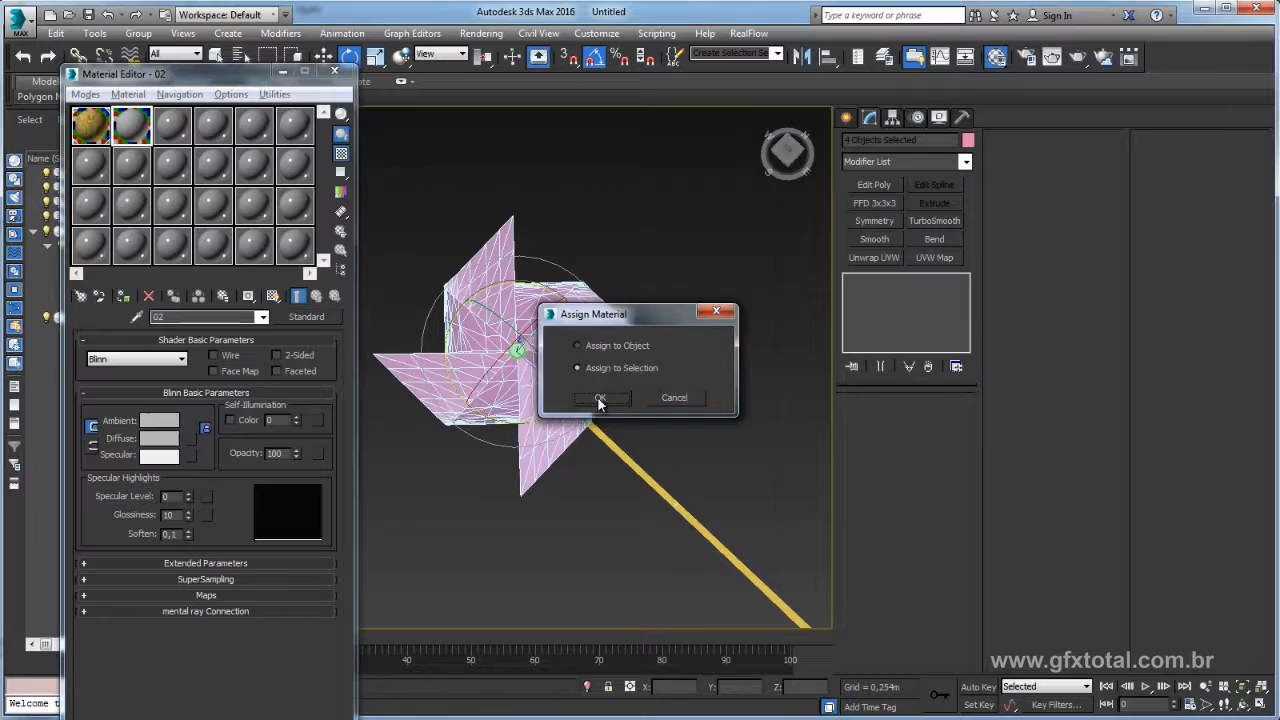 Workspace: Default
Autodesk 3ds Max 2016 Untitled
Type a keyword or phrase
Sign In
MAX
Edit Tools Group Views Create Modifiers Animation Graph Editors Rendering Civil View Customize Scripting Help RealFlow
All
View
Create Selection Se
Material Editor - 02
Modes Material Navigation Options Utilities
Polygon M
Select
Name (S
02
Standard
Shader Basic Parameters
Blinn
Wire
2-Sided
Face Map
Faceted
Blinn Basic Parameters
Self-Illumination
Ambient:
Color 0
Diffuse:
Specular:
Opacity: 100
Specular Highlights
Specular Level: 0
Glossiness: 10
Soften: 0,1
Extended Parameters
SuperSampling
Maps
mental ray Connection
Assign Material
Assign to Object
Assign to Selection
OK
Cancel
4 Objects Selected
Modifier List
Edit Poly
Edit Spline
FFD 3x3x3
Extrude
Symmetry
TurboSmooth
Smooth
Bend
Unwrap UVW
UVW Map
www.gfxtotal.com.br
40 50 60 70 80 90 100
X: Y: Z:
Grid = 0,254m
Add Time Tag
Auto Key
Selected
Set Key
Key Filters...
0
Welcome t